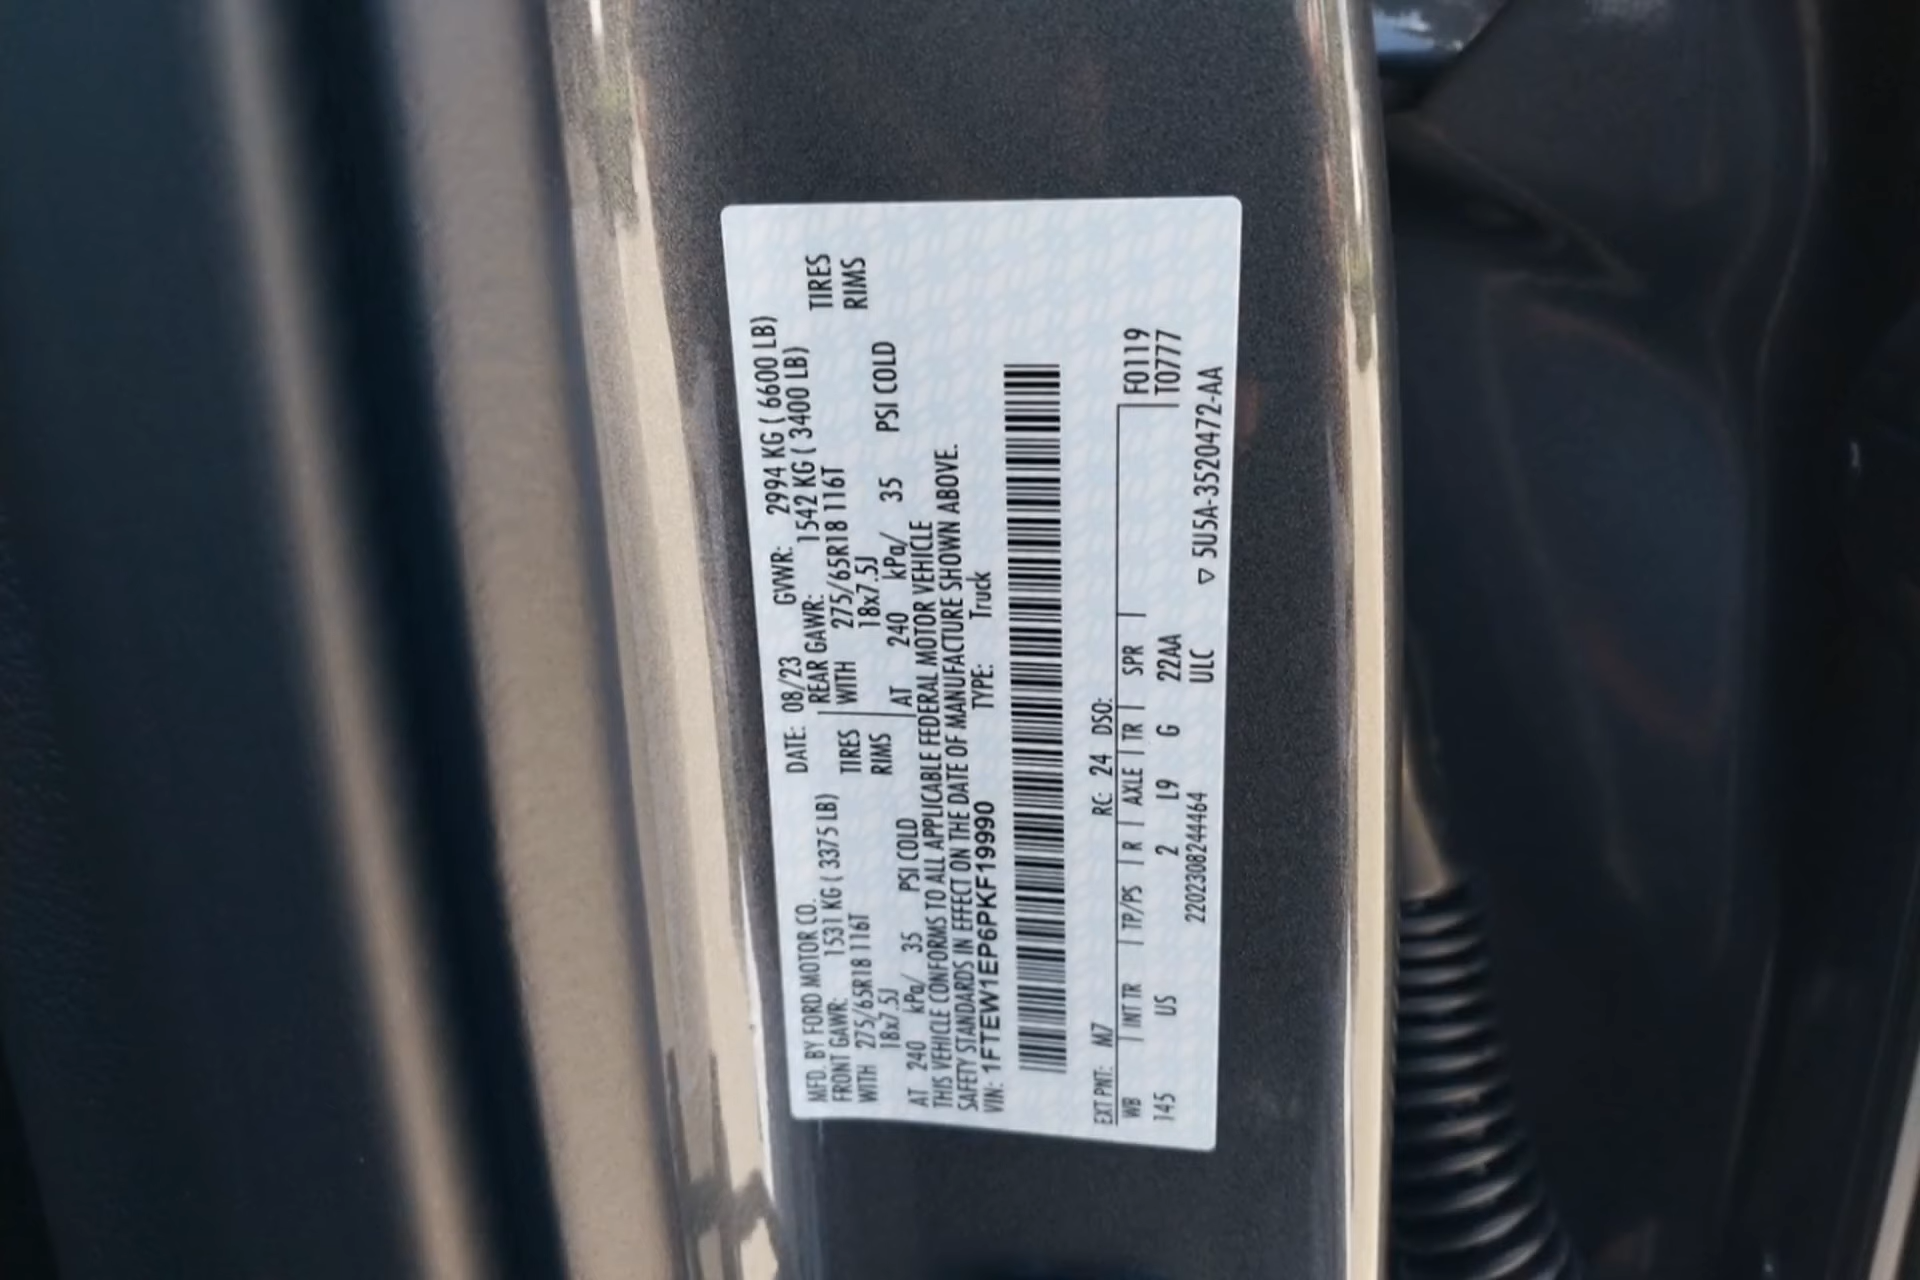 MFD. BY FORD MOTOR CO. DATE: 08/23 GVWR: 2994 KG ( 6600 LB)
FRONT GAWR: 1531 KG ( 3375 LB) REAR GAWR: 1542 KG ( 3400 LB)
WITH 275/65R18 116T TIRES WITH 275/65R18 116T TIRES
18x7.5J RIMS 18x7.5J RIMS
AT 240 kPa/ 35 PSI COLD AT 240 kPa/ 35 PSI COLD
THIS VEHICLE CONFORMS TO ALL APPLICABLE FEDERAL MOTOR VEHICLE
SAFETY STANDARDS IN EFFECT ON THE DATE OF MANUFACTURE SHOWN ABOVE.
VIN: 1FTEW1EP6PKF19990 TYPE: Truck
EXT PNT: M7 RC: 24 DSO: F0119
WB | INT TR | TP/PS | R | AXLE | TR | SPR | T0777
145 US 2 L9 G 22AA
220230824446​4 ULC ▽ 5U5A-3520472-AA